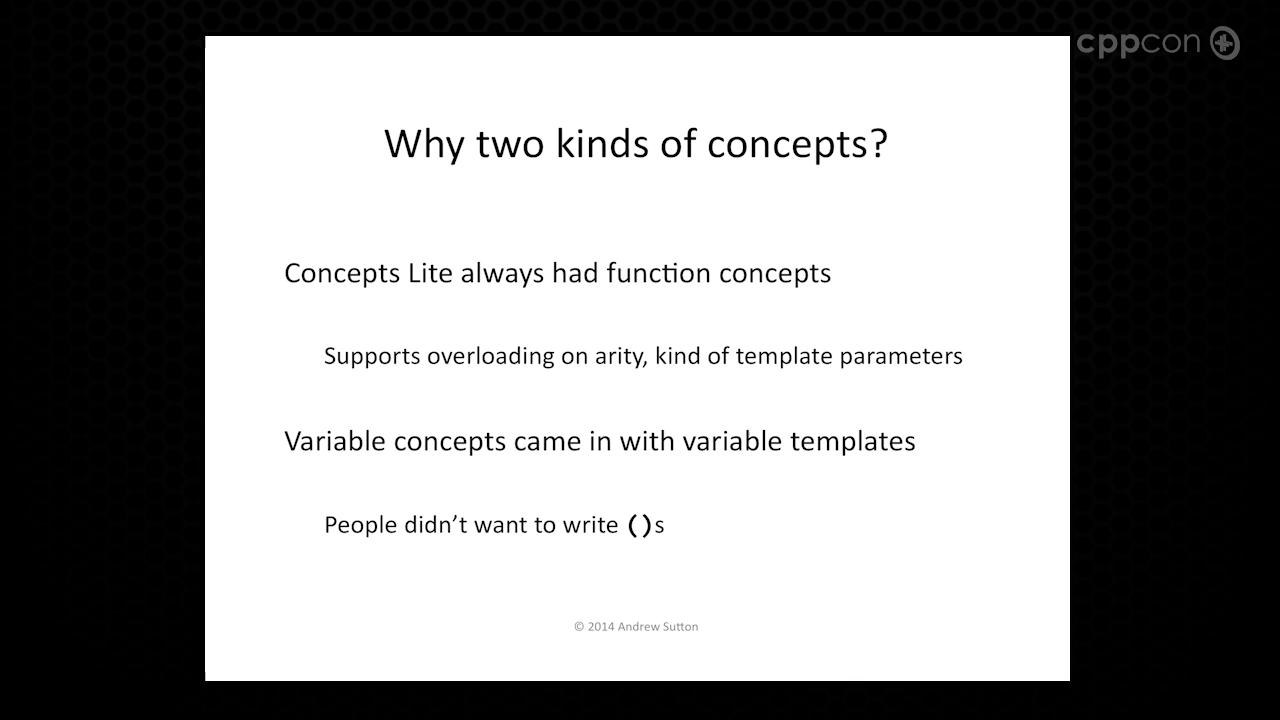 cppcon
Why two kinds of concepts?
Concepts Lite always had function concepts
Supports overloading on arity, kind of template parameters
Variable concepts came in with variable templates
People didn’t want to write ()s
© 2014 Andrew Sutton